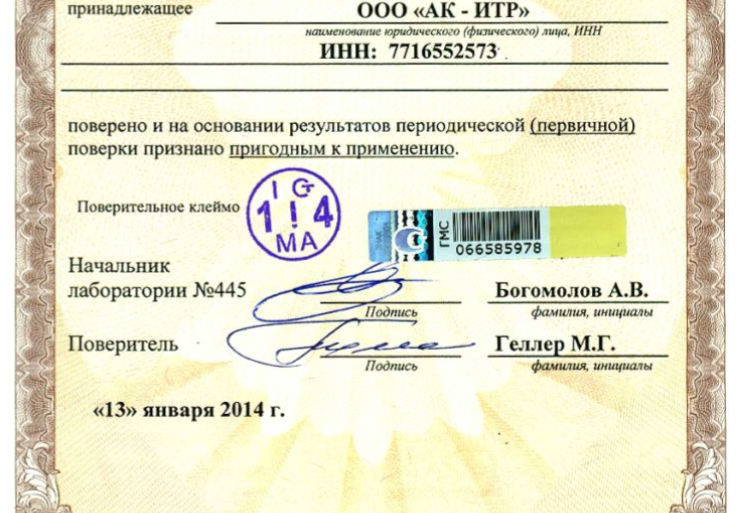 принадлежащее ООО «АК - ИТР»
наименование юридического (физического) лица, ИНН
ИНН: 7716552573
поверено и на основании результатов периодической (первичной)
поверки признано пригодным к применению.
Поверительное клеймо
I G
1 ! 4
МА
ГМС
066585978
Начальник
лаборатории №445 Богомолов А.В.
Подпись фамилия, инициалы
Поверитель Геллер М.Г.
Подпись фамилия, инициалы
«13» января 2014 г.